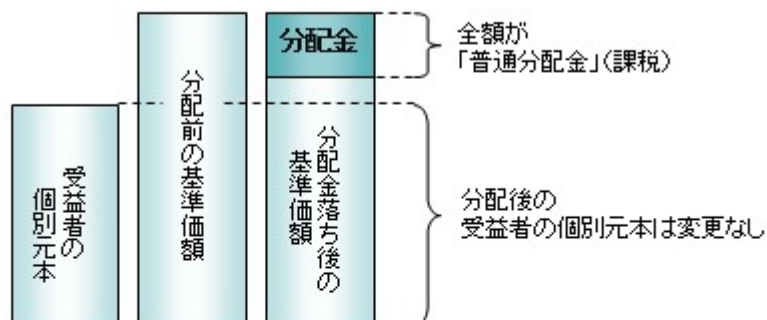 受益者の
個別元本
分配前の基準価額
分配金
分配金落ち後の
基準価額
全額が
「普通分配金」(課税)
分配後の
受益者の個別元本は変更なし